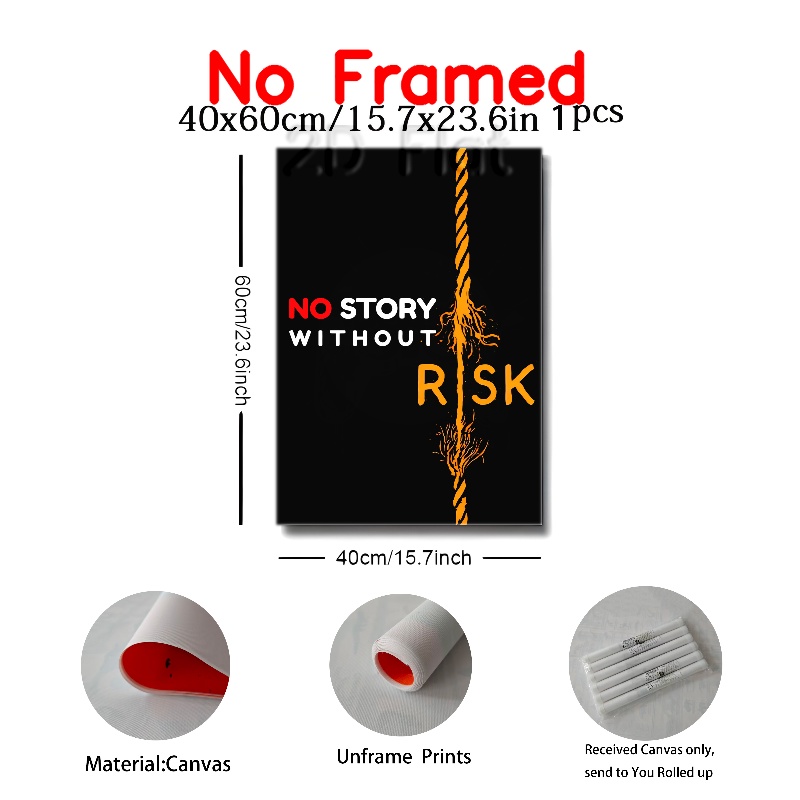 No Framed
40x60cm/15.7x23.6in 1pcs
2D Flat
60cm/23.6inch
NO STORY
WITHOUT
RISK
40cm/15.7inch
Material:Canvas
Unframe Prints
Received Canvas only,
send to You Rolled up